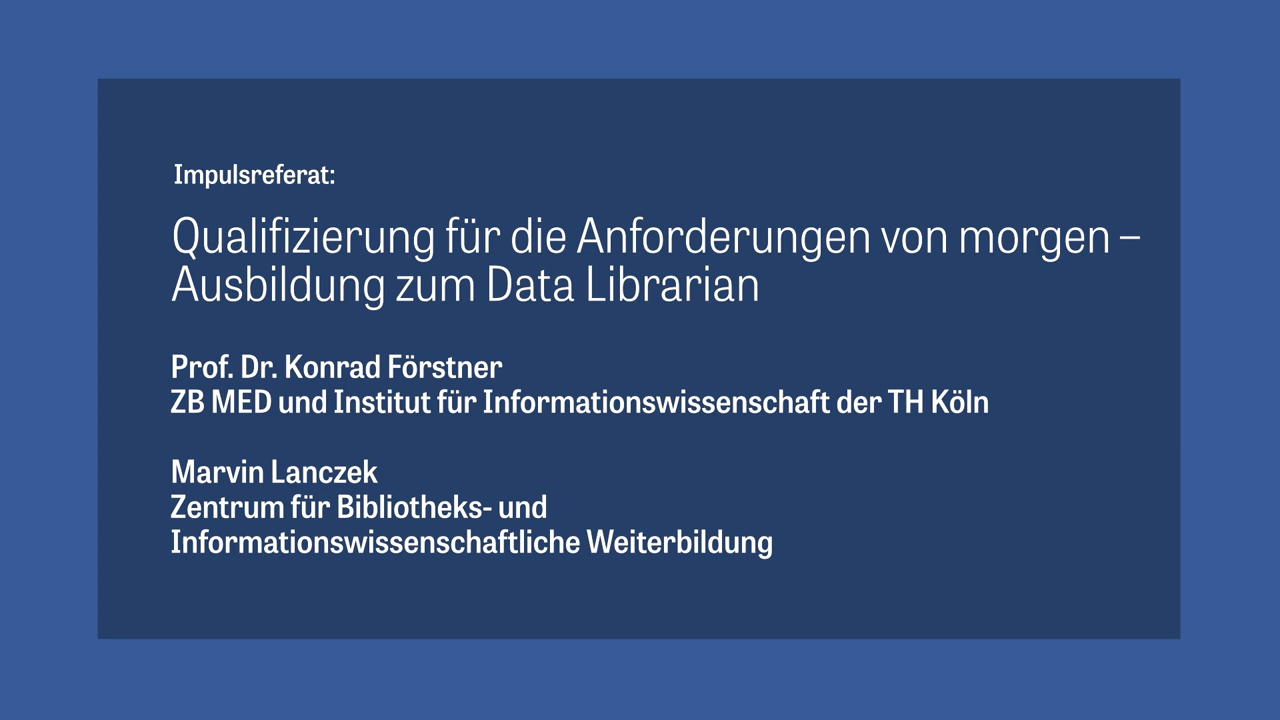 Impulsreferat:
Qualifizierung für die Anforderungen von morgen –
Ausbildung zum Data Librarian
Prof. Dr. Konrad Förstner
ZB MED und Institut für Informationswissenschaft der TH Köln
Marvin Lanczek
Zentrum für Bibliotheks- und
Informationswissenschaftliche Weiterbildung